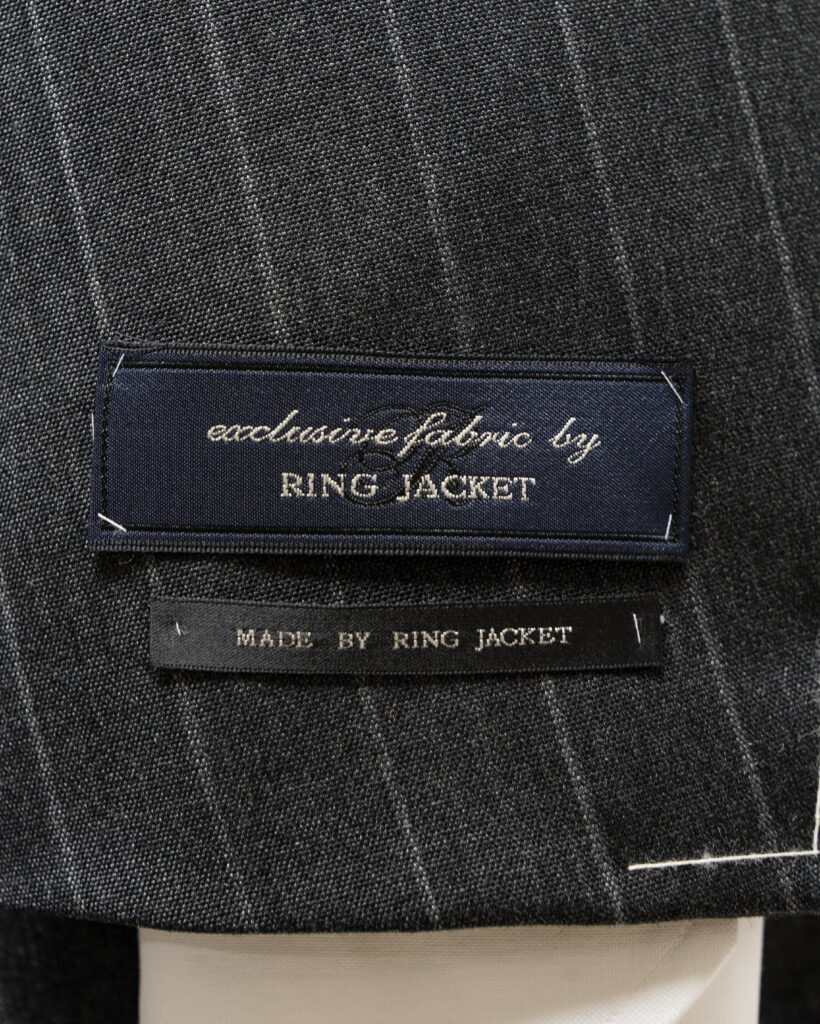 exclusive fabric by
RING JACKET
MADE BY RING JACKET